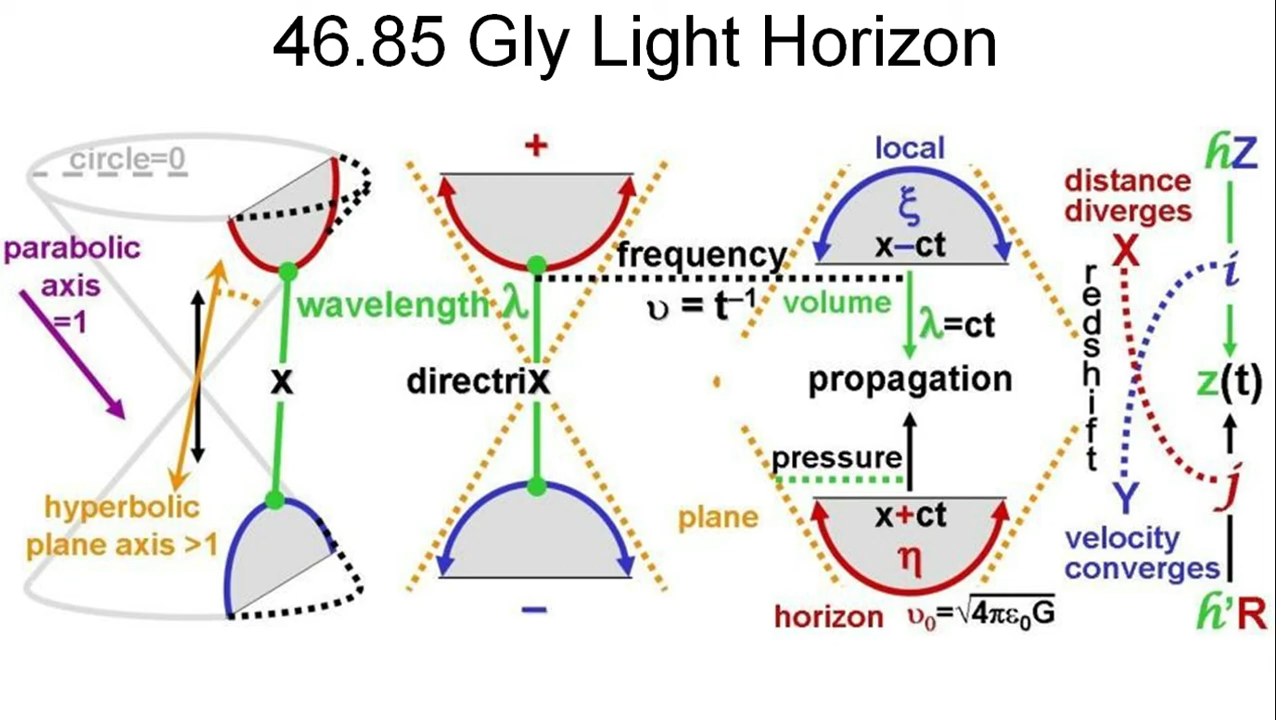 46.85 Gly Light Horizon
circle=0
parabolic
axis
=1
hyperbolic
plane axis >1
wavelength λ
x
+
directrix
−
frequency
υ = t⁻¹
plane
local
ξ
x−ct
volume
λ=ct
propagation
pressure
x+ct
η
horizon υ₀=√4πε₀G
distance
diverges
X
redshift
Y
velocity
converges
ℏZ
i
z(t)
j
ℏ'R